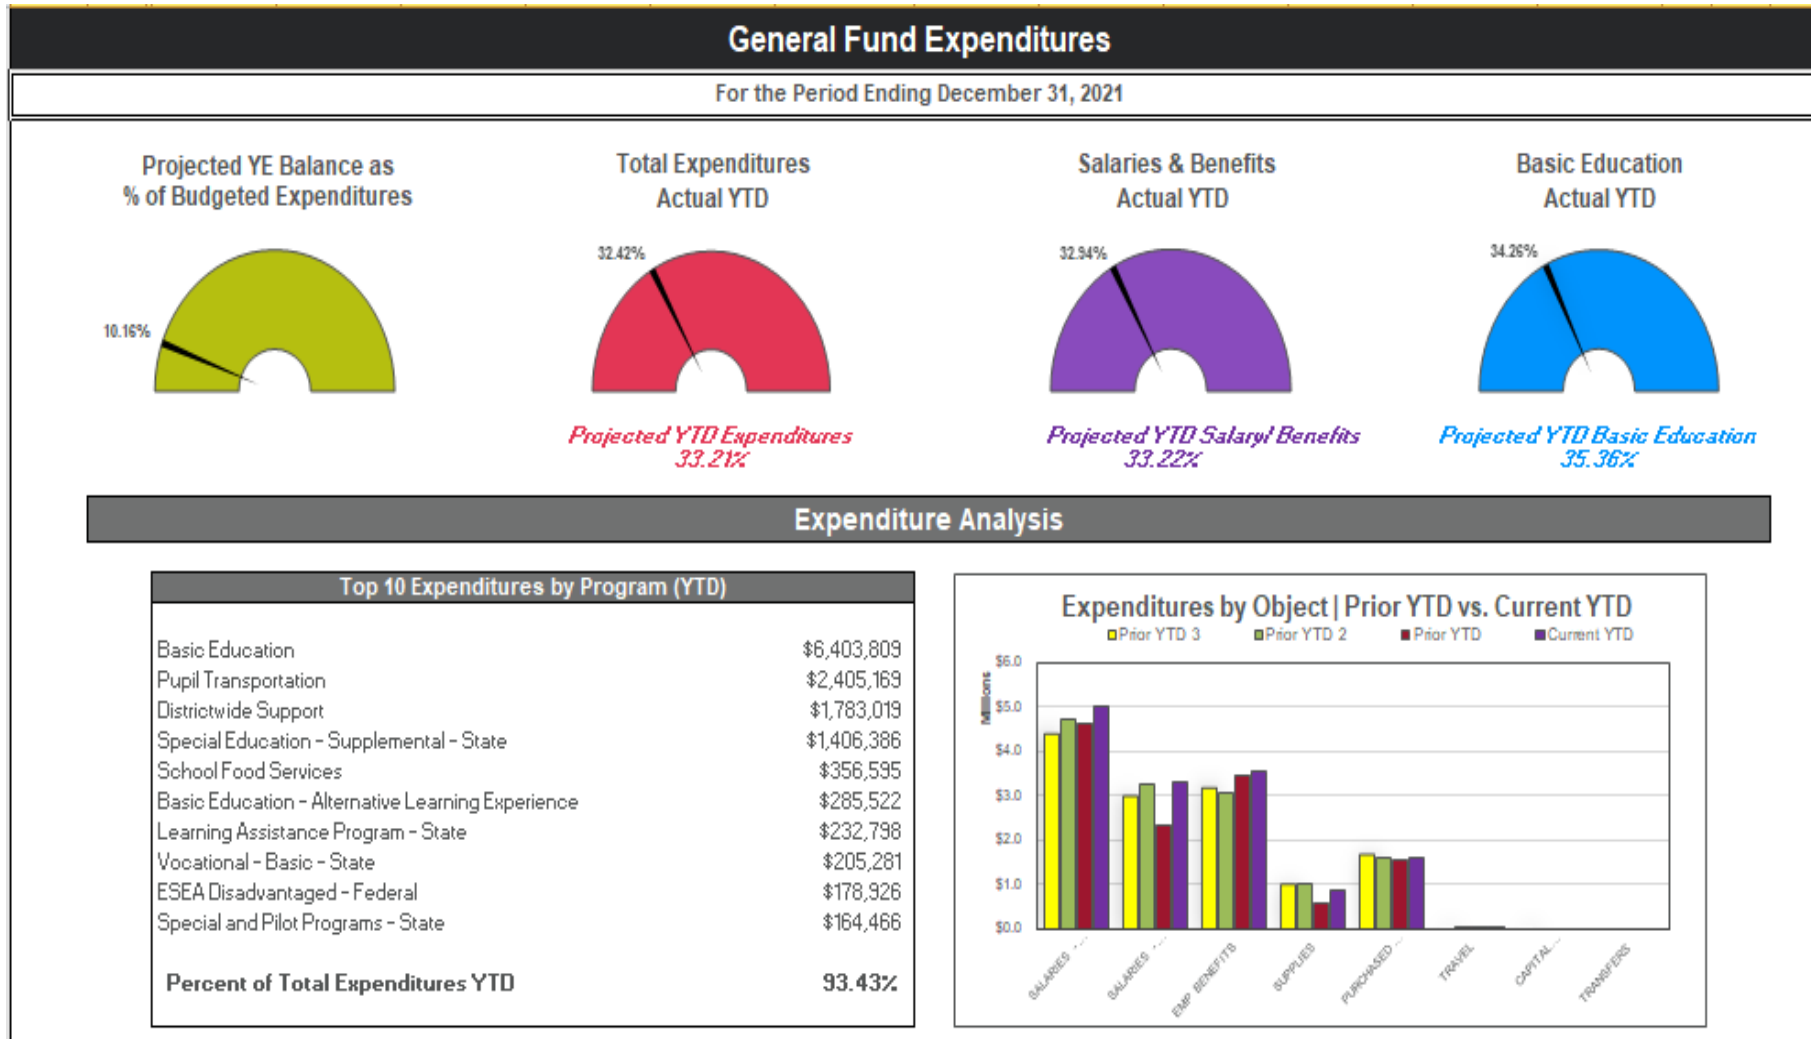 General Fund Expenditures
For the Period Ending December 31, 2021
Projected YE Balance as
% of Budgeted Expenditures
10.16%
Total Expenditures
Actual YTD
32.42%
Projected YTD Expenditures
33.21%
Salaries & Benefits
Actual YTD
32.94%
Projected YTD Salary/ Benefits
33.22%
Basic Education
Actual YTD
34.26%
Projected YTD Basic Education
35.36%
Expenditure Analysis
Top 10 Expenditures by Program (YTD)
Basic Education $6,403,809
Pupil Transportation $2,405,169
Districtwide Support $1,783,019
Special Education - Supplemental - State $1,406,386
School Food Services $356,595
Basic Education - Alternative Learning Experience $285,522
Learning Assistance Program - State $232,798
Vocational - Basic - State $205,281
ESEA Disadvantaged - Federal $178,926
Special and Pilot Programs - State $164,466
Percent of Total Expenditures YTD 93.43%
Expenditures by Object | Prior YTD vs. Current YTD
Prior YTD 3 Prior YTD 2 Prior YTD Current YTD
Millions
$6.0
$5.0
$4.0
$3.0
$2.0
$1.0
$0.0
SALARIES -...
SALARIES -...
EMP BENEFITS
SUPPLIES
PURCHASED...
TRAVEL
CAPITAL...
TRANSFERS